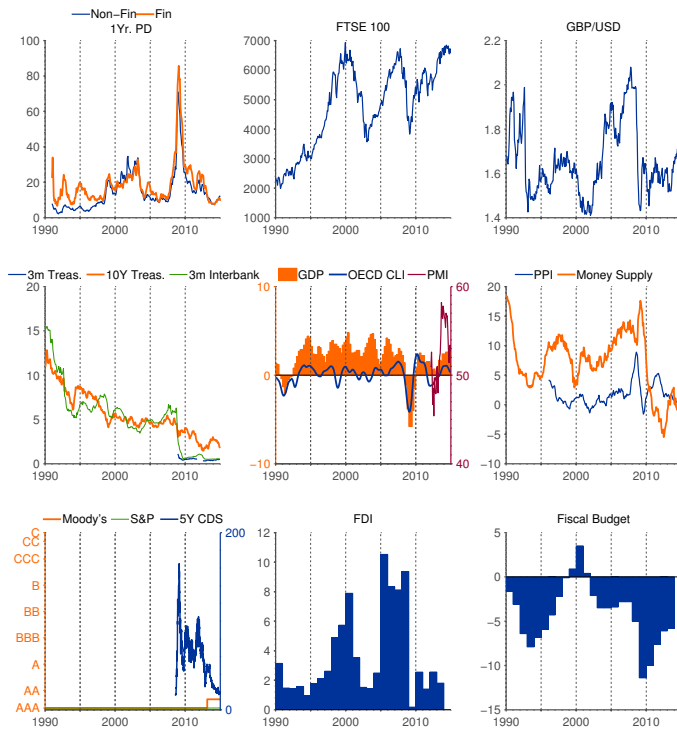 Non-Fin Fin
1Yr. PD
100
80
60
40
20
0
1990 2000 2010
FTSE 100
7000
6000
5000
4000
3000
2000
1000
1990 2000 2010
GBP/USD
2.2
2
1.8
1.6
1.4
1990 2000 2010
3m Treas. 10Y Treas. 3m Interbank
20
15
10
5
0
1990 2000 2010
GDP OECD CLI PMI
10 60
0 50
−10 40
1990 2000 2010
PPI Money Supply
20
15
10
5
0
−5
−10
1990 2000 2010
Moody's S&P 5Y CDS
C 200
CC
CCC
B
BB
BBB
A
AA
AAA 0
1990 2000 2010
FDI
12
10
8
6
4
2
0
1990 2000 2010
Fiscal Budget
5
0
−5
−10
−15
1990 2000 2010